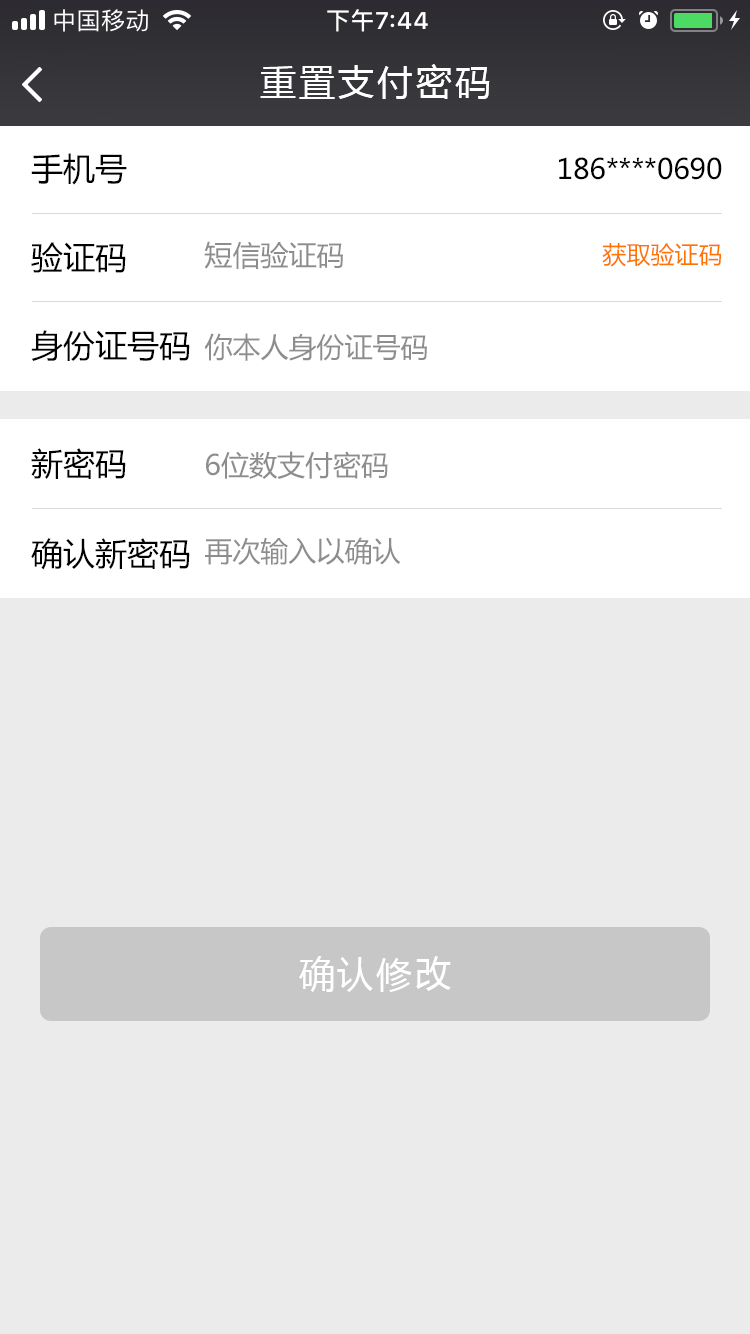 中国移动 下午7:44
重置支付密码
手机号 186****0690
验证码 短信验证码 获取验证码
身份证号码 你本人身份证号码
新密码 6位数支付密码
确认新密码 再次输入以确认
确认修改